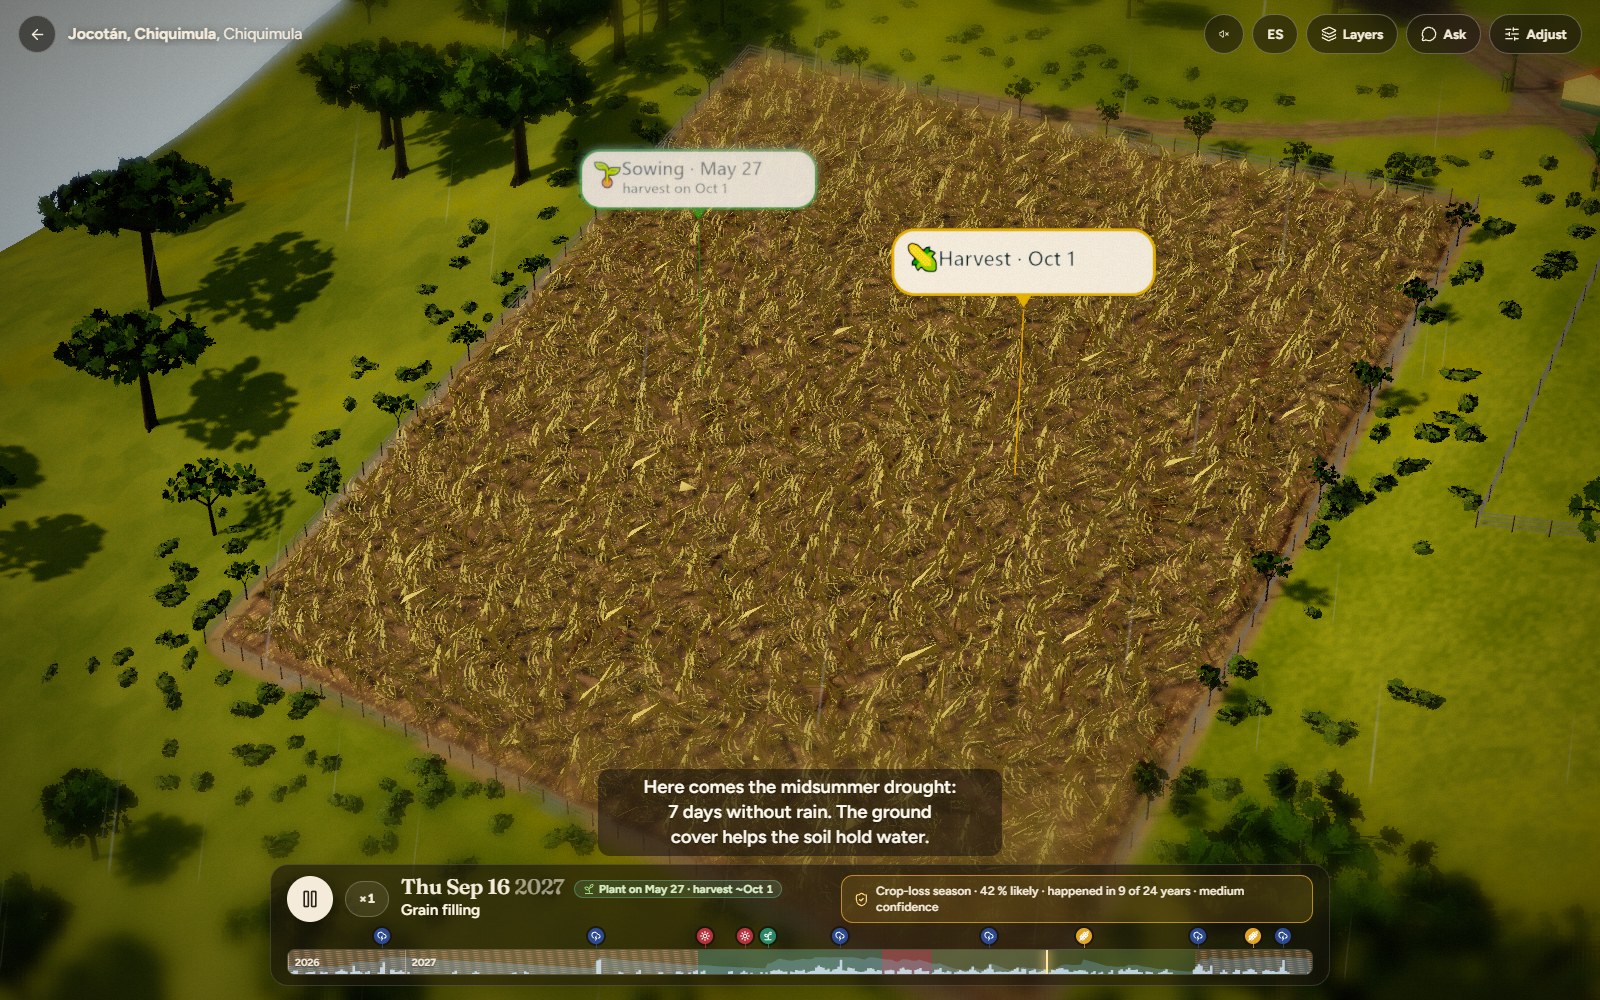 Jocotán, Chiquimula, Chiquimula
ES
Layers
Ask
Adjust
Sowing · May 27
harvest on Oct 1
Harvest · Oct 1
Here comes the midsummer drought:
7 days without rain. The ground
cover helps the soil hold water.
×1
Thu Sep 16 2027
Plant on May 27 · harvest ~Oct 1
Grain filling
Crop-loss season · 42 % likely · happened in 9 of 24 years · medium
confidence
2026
2027